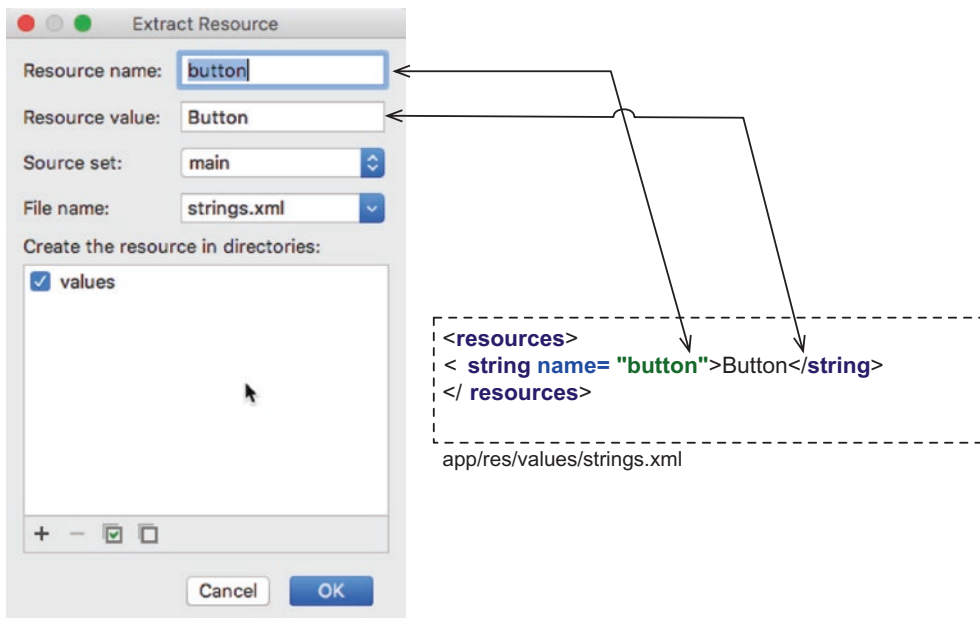 Extract Resource
Resource name: button
Resource value: Button
Source set: main
File name: strings.xml
Create the resource in directories:
values
Cancel OK
<resources>
< string name= "button">Button</string>
</ resources>
app/res/values/strings.xml